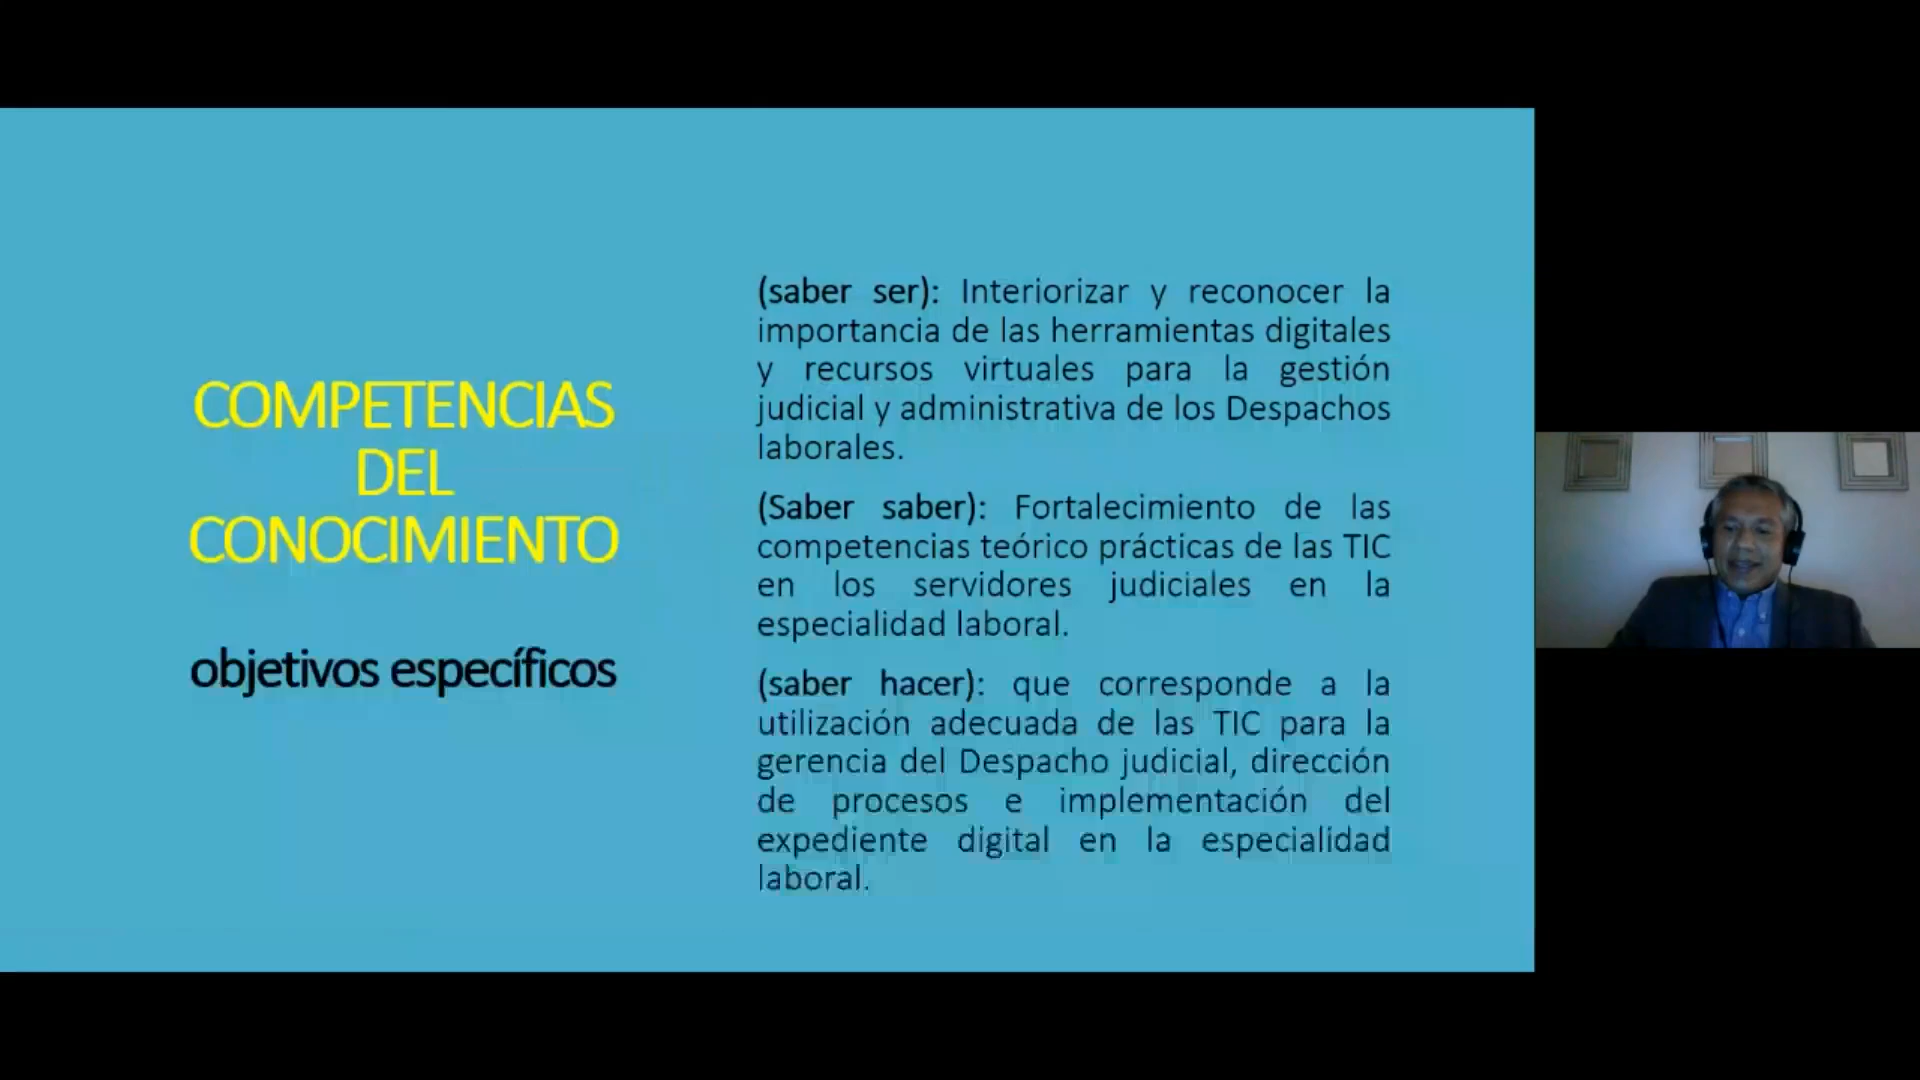 COMPETENCIAS
DEL
CONOCIMIENTO
objetivos específicos
(saber ser): Interiorizar y reconocer la
importancia de las herramientas digitales
y recursos virtuales para la gestión
judicial y administrativa de los Despachos
laborales.
(Saber saber): Fortalecimiento de las
competencias teórico prácticas de las TIC
en los servidores judiciales en la
especialidad laboral.
(saber hacer): que corresponde a la
utilización adecuada de las TIC para la
gerencia del Despacho judicial, dirección
de procesos e implementación del
expediente digital en la especialidad
laboral.